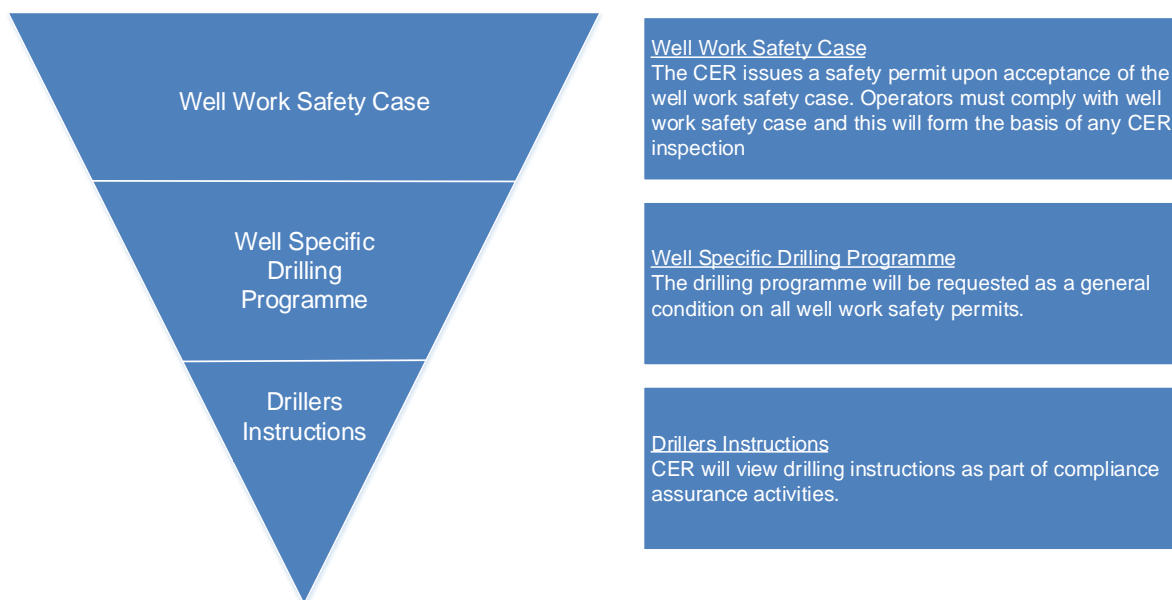 Well Work Safety Case
Well Specific
Drilling
Programme
Drillers
Instructions
Well Work Safety Case
The CER issues a safety permit upon acceptance of the
well work safety case. Operators must comply with well
work safety case and this will form the basis of any CER
inspection
Well Specific Drilling Programme
The drilling programme will be requested as a general
condition on all well work safety permits.
Drillers Instructions
CER will view drilling instructions as part of compliance
assurance activities.